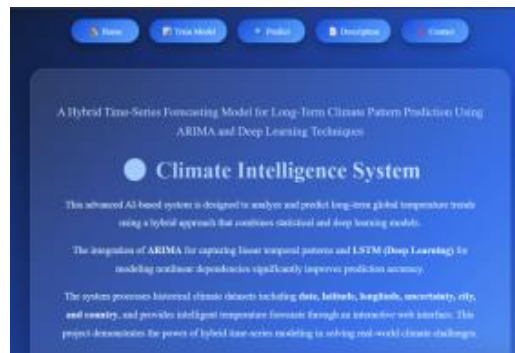 Home Train Model Predict Description Contact
A Hybrid Time-Series Forecasting Model for Long-Term Climate Pattern Prediction Using
ARIMA and Deep Learning Techniques
Climate Intelligence System
This advanced AI-based system is designed to analyze and predict long-term global temperature trends
using a hybrid approach that combines statistical and deep learning models.
The integration of ARIMA for capturing linear temporal patterns and LSTM (Deep Learning) for
modeling nonlinear dependencies significantly improves prediction accuracy.
The system processes historical climate datasets including date, latitude, longitude, uncertainty, city,
and country, and provides intelligent temperature forecasts through an interactive web interface. This
project demonstrates the power of hybrid time-series modeling in solving real-world climate challenges.